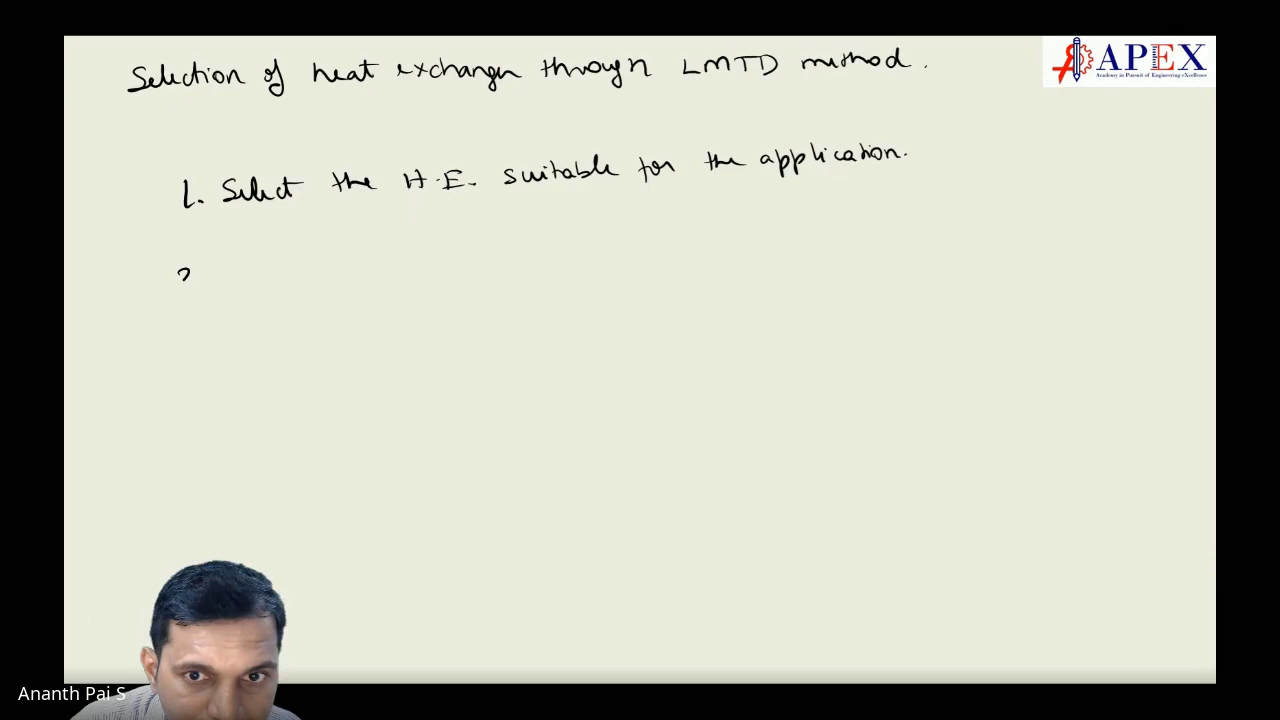 Selection of heat exchanger through LMTD method.
APEX
Academy in Pursuit of Engineering eXcellence
1. Select the H.E. suitable for the application.
2
Ananth Pai S